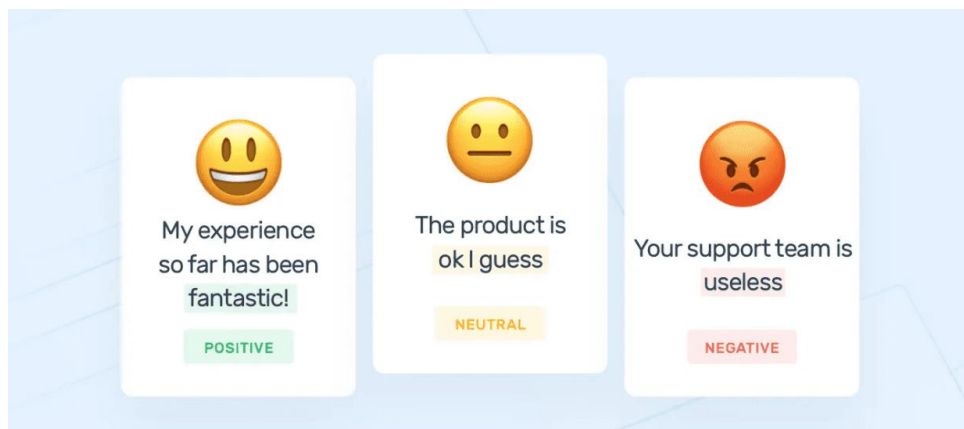 My experience
so far has been
fantastic!
POSITIVE
The product is
ok I guess
NEUTRAL
Your support team is
useless
NEGATIVE